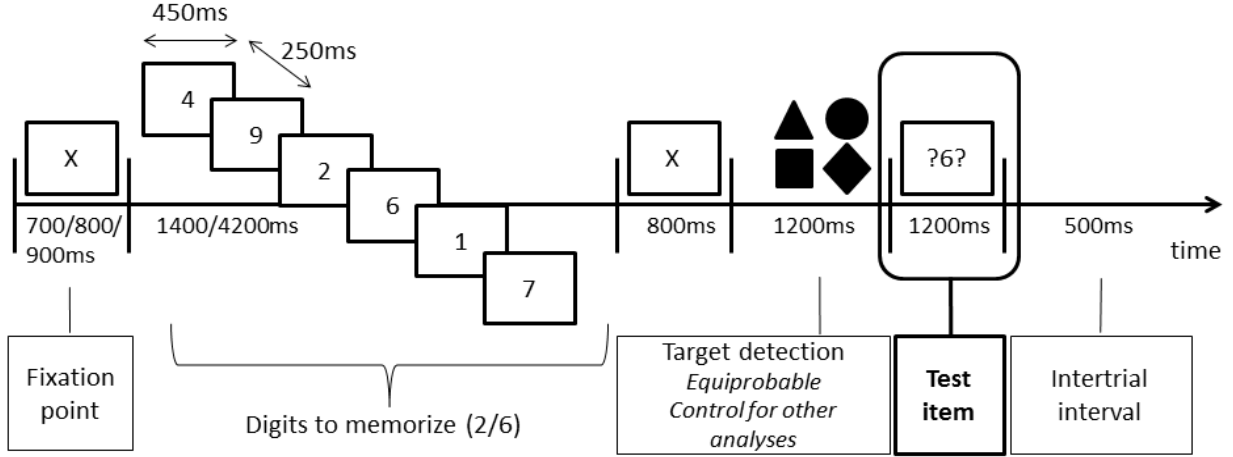 450ms
250ms
4
9
2
6
1
7
X
X
?6?
700/800/
900ms
1400/4200ms
800ms
1200ms
1200ms
500ms
time
Fixation
point
Digits to memorize (2/6)
Target detection
Equiprobable
Control for other
analyses
Test
item
Intertrial
interval